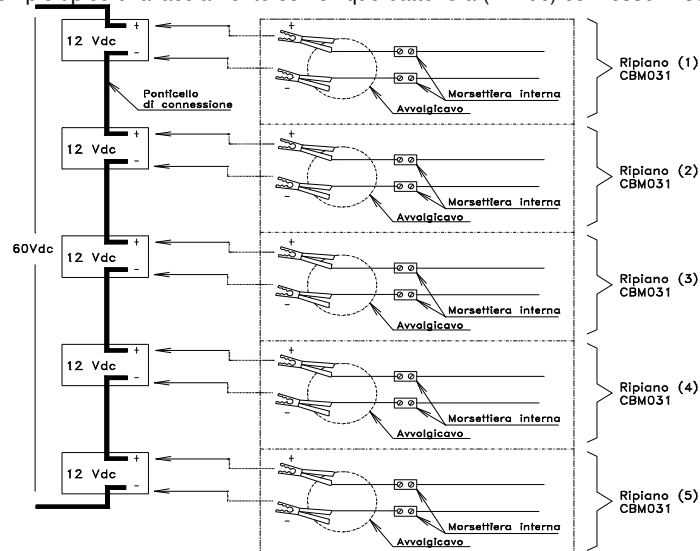 12 Vdc
+
-
Ponticello
di connessione
+
-
Morsettiera interna
Avvolgicavo
Ripiano (1)
CBM031
12 Vdc
+
-
+
-
Morsettiera interna
Avvalgicavo
Ripiano (2)
CBM031
60Vdc
12 Vdc
+
-
+
-
Morsettiera interna
Avvolgicavo
Ripiano (3)
CBM031
12 Vdc
+
-
+
-
Morsettiera interna
Avvolgicavo
Ripiano (4)
CBM031
12 Vdc
+
-
+
-
Morsettiera interna
Avvolgicavo
Ripiano (5)
CBM031